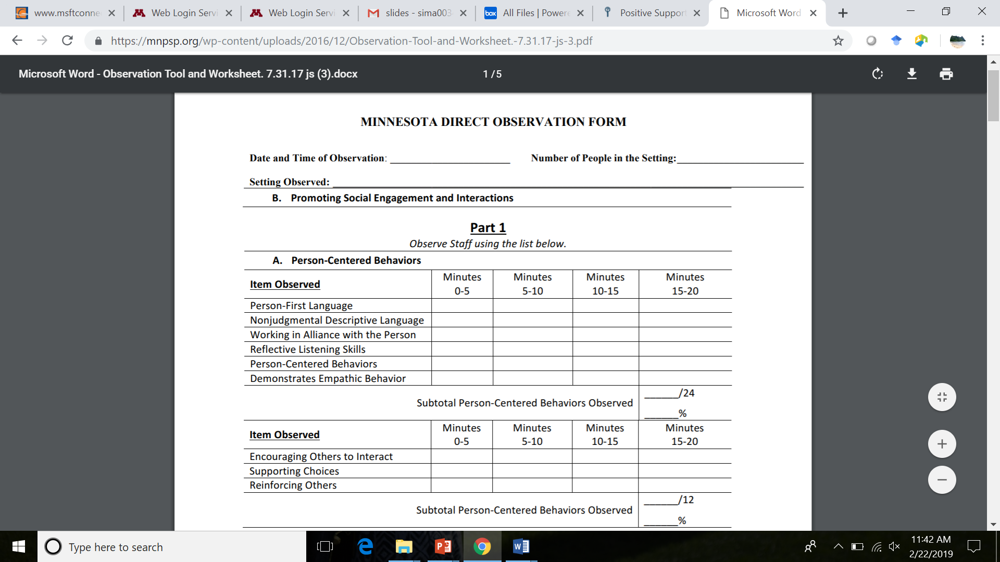 www.msftconne
Web Login Servi
Web Login Servi
slides - sima003
All Files | Powere
Positive Support
Microsoft Word
https://mnpsp.org/wp-content/uploads/2016/12/Observation-Tool-and-Worksheet.-7.31.17-js-3.pdf
Microsoft Word - Observation Tool and Worksheet. 7.31.17 js (3).docx
1 / 5
MINNESOTA DIRECT OBSERVATION FORM
Date and Time of Observation: Number of People in the Setting:
Setting Observed:
B. Promoting Social Engagement and Interactions
Part 1
Observe Staff using the list below.
A. Person-Centered Behaviors
Item Observed Minutes 0-5 Minutes 5-10 Minutes 10-15 Minutes 15-20
Person-First Language
Nonjudgmental Descriptive Language
Working in Alliance with the Person
Reflective Listening Skills
Person-Centered Behaviors
Demonstrates Empathic Behavior
Subtotal Person-Centered Behaviors Observed ______/24
______%
Item Observed Minutes 0-5 Minutes 5-10 Minutes 10-15 Minutes 15-20
Encouraging Others to Interact
Supporting Choices
Reinforcing Others
Subtotal Person-Centered Behaviors Observed ______/12
______%
Type here to search
11:42 AM
2/22/2019